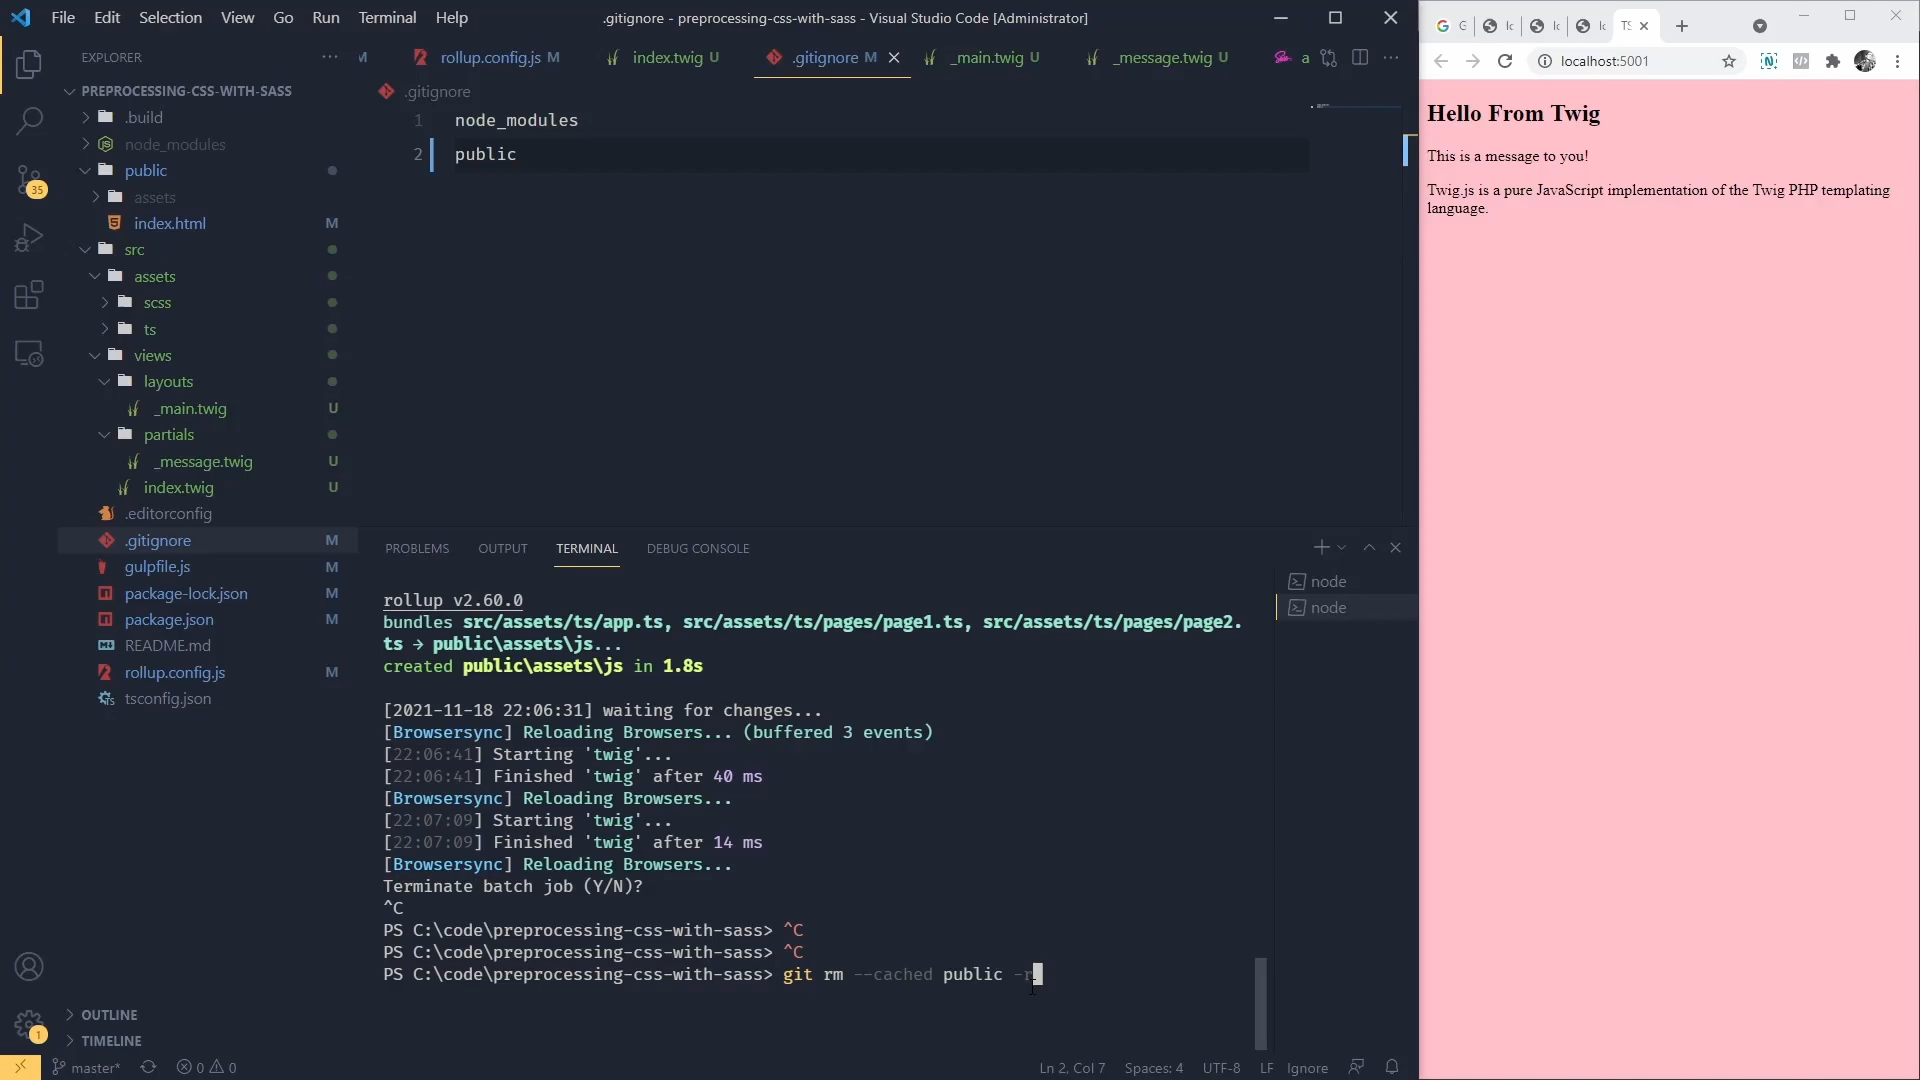 File Edit Selection View Go Run Terminal Help
.gitignore - preprocessing-css-with-sass - Visual Studio Code [Administrator]
EXPLORER
M
rollup.config.js M
index.twig U
.gitignore M
_main.twig U
_message.twig U
a
.gitignore
PREPROCESSING-CSS-WITH-SASS
.build
node_modules
public
assets
index.html M
src
assets
scss
ts
views
layouts
_main.twig U
partials
_message.twig U
index.twig U
.editorconfig
.gitignore M
gulpfile.js M
package-lock.json M
package.json M
README.md
rollup.config.js M
tsconfig.json
OUTLINE
TIMELINE
35
1
1 node_modules
2 public
PROBLEMS OUTPUT TERMINAL DEBUG CONSOLE
node
node
rollup v2.60.0
bundles src/assets/ts/app.ts, src/assets/ts/pages/page1.ts, src/assets/ts/pages/page2.
ts → public\assets\js...
created public\assets\js in 1.8s
[2021-11-18 22:06:31] waiting for changes...
[Browsersync] Reloading Browsers... (buffered 3 events)
[22:06:41] Starting 'twig'...
[22:06:41] Finished 'twig' after 40 ms
[Browsersync] Reloading Browsers...
[22:07:09] Starting 'twig'...
[22:07:09] Finished 'twig' after 14 ms
[Browsersync] Reloading Browsers...
Terminate batch job (Y/N)?
^C
PS C:\code\preprocessing-css-with-sass> ^C
PS C:\code\preprocessing-css-with-sass> ^C
PS C:\code\preprocessing-css-with-sass> git rm --cached public -r
master* 0 0
Ln 2, Col 7 Spaces: 4 UTF-8 LF Ignore
localhost:5001
Hello From Twig
This is a message to you!
Twig.js is a pure JavaScript implementation of the Twig PHP templating
language.